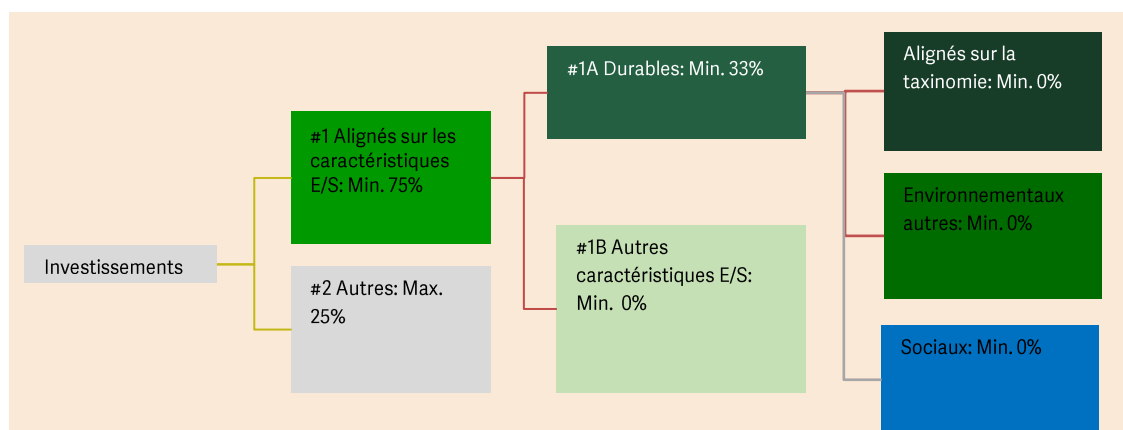 Investissements
#1 Alignés sur les
caractéristiques
E/S: Min. 75%
#2 Autres: Max.
25%
#1A Durables: Min. 33%
#1B Autres
caractéristiques E/S:
Min. 0%
Alignés sur la
taxinomie: Min. 0%
Environnementaux
autres: Min. 0%
Sociaux: Min. 0%